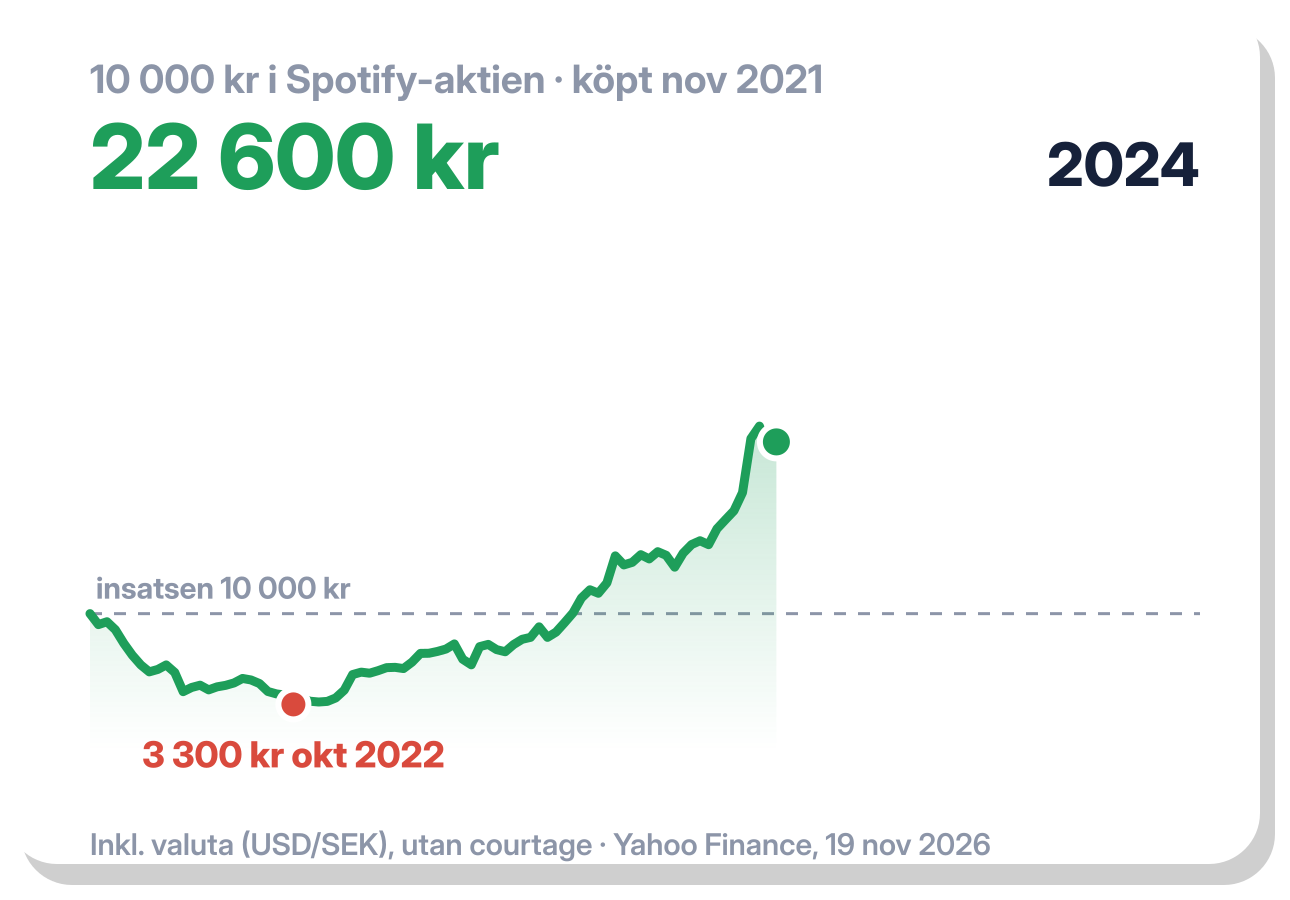 10 000 kr i Spotify-aktien · köpt nov 2021
22 600 kr
2024
insatsen 10 000 kr
3 300 kr okt 2022
Inkl. valuta (USD/SEK), utan courtage · Yahoo Finance, 19 nov 2026